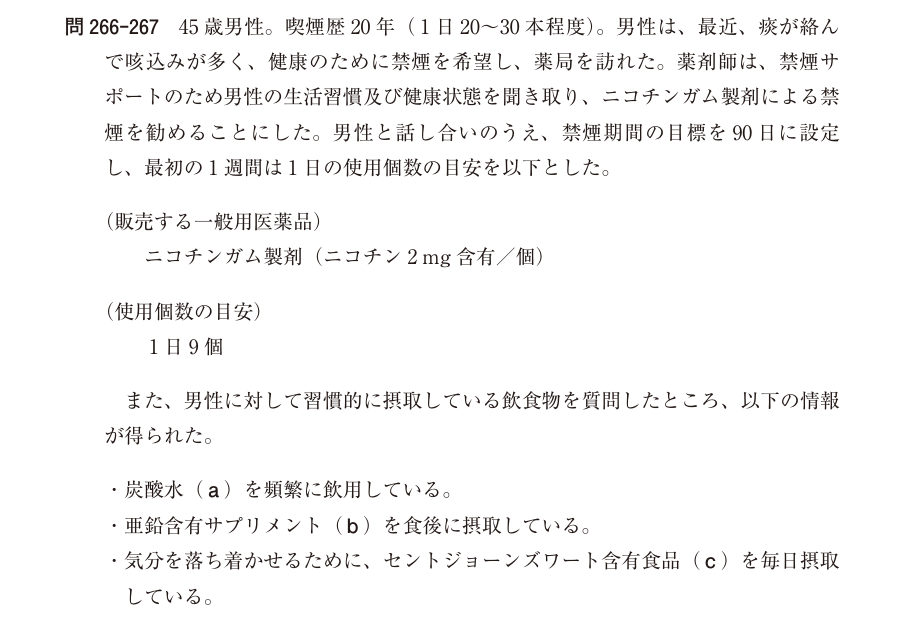 問 266-267　45 歳男性。喫煙歴 20 年（1 日 20～30 本程度）。男性は、最近、痰が絡ん
で咳込みが多く、健康のために禁煙を希望し、薬局を訪れた。薬剤師は、禁煙サ
ポートのため男性の生活習慣及び健康状態を聞き取り、ニコチンガム製剤による禁
煙を勧めることにした。男性と話し合いのうえ、禁煙期間の目標を 90 日に設定
し、最初の 1 週間は 1 日の使用個数の目安を以下とした。
（販売する一般用医薬品）
ニコチンガム製剤（ニコチン 2 mg 含有／個）
（使用個数の目安）
1 日 9 個
また、男性に対して習慣的に摂取している飲食物を質問したところ、以下の情報
が得られた。
・炭酸水（ a ）を頻繁に飲用している。
・亜鉛含有サプリメント（ b ）を食後に摂取している。
・気分を落ち着かせるために、セントジョーンズワート含有食品（ c ）を毎日摂取
している。